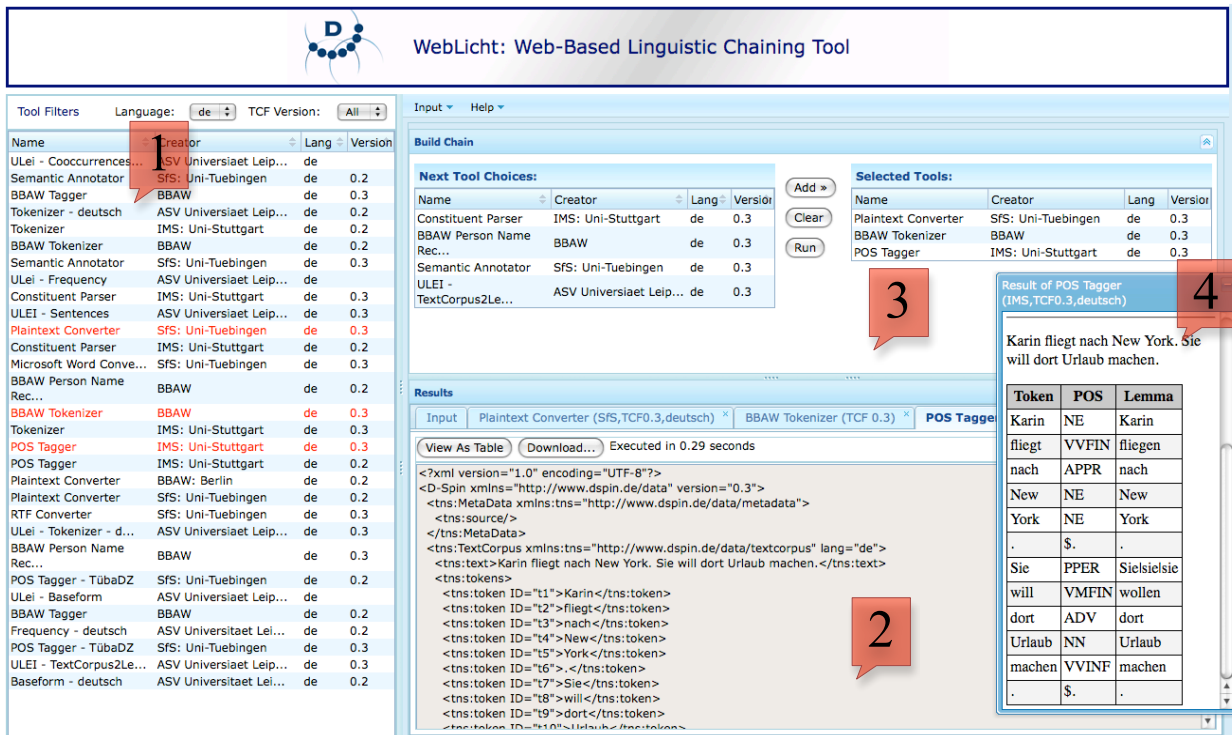 D
WebLicht: Web-Based Linguistic Chaining Tool
Tool Filters Language: de TCF Version: All
Name Creator Lang Version
ULei - Cooccurrences... ASV Universiaet Leip... de
Semantic Annotator SfS: Uni-Tuebingen de 0.2
BBAW Tagger BBAW de 0.3
Tokenizer - deutsch ASV Universiaet Leip... de 0.2
Tokenizer IMS: Uni-Stuttgart de 0.2
BBAW Tokenizer BBAW de 0.2
Semantic Annotator SfS: Uni-Tuebingen de 0.3
ULei - Frequency ASV Universiaet Leip... de
Constituent Parser IMS: Uni-Stuttgart de 0.3
ULEI - Sentences ASV Universiaet Leip... de 0.3
Plaintext Converter SfS: Uni-Tuebingen de 0.3
Constituent Parser IMS: Uni-Stuttgart de 0.2
Microsoft Word Conve... SfS: Uni-Tuebingen de 0.3
BBAW Person Name
Rec... BBAW de 0.2
BBAW Tokenizer BBAW de 0.3
Tokenizer IMS: Uni-Stuttgart de 0.3
POS Tagger IMS: Uni-Stuttgart de 0.3
POS Tagger IMS: Uni-Stuttgart de 0.2
Plaintext Converter BBAW: Berlin de 0.2
Plaintext Converter SfS: Uni-Tuebingen de 0.2
RTF Converter SfS: Uni-Tuebingen de 0.3
ULei - Tokenizer - d... ASV Universiaet Leip... de 0.3
BBAW Person Name
Rec... BBAW de 0.3
POS Tagger - TübaDZ SfS: Uni-Tuebingen de 0.2
ULei - Baseform ASV Universiaet Leip... de
BBAW Tagger BBAW de 0.2
Frequency - deutsch ASV Universitaet Lei... de 0.2
POS Tagger - TübaDZ SfS: Uni-Tuebingen de 0.3
ULEI - TextCorpus2Le... ASV Universiaet Leip... de 0.3
Baseform - deutsch ASV Universitaet Lei... de 0.2
1
Input Help
Build Chain
Next Tool Choices:
Name Creator Lang Version
Constituent Parser IMS: Uni-Stuttgart de 0.3
BBAW Person Name
Rec... BBAW de 0.3
Semantic Annotator SfS: Uni-Tuebingen de 0.3
ULEI -
TextCorpus2Le... ASV Universiaet Leip... de 0.3
Add »
Clear
Run
Selected Tools:
Name Creator Lang Version
Plaintext Converter SfS: Uni-Tuebingen de 0.3
BBAW Tokenizer BBAW de 0.3
POS Tagger IMS: Uni-Stuttgart de 0.3
3
Results
Input Plaintext Converter (SfS,TCF0.3,deutsch) × BBAW Tokenizer (TCF 0.3) × POS Tagger
View As Table Download... Executed in 0.29 seconds
<?xml version="1.0" encoding="UTF-8"?>
<D-Spin xmlns="http://www.dspin.de/data" version="0.3">
<tns:MetaData xmlns:tns="http://www.dspin.de/data/metadata">
<tns:source/>
</tns:MetaData>
<tns:TextCorpus xmlns:tns="http://www.dspin.de/data/textcorpus" lang="de">
<tns:text>Karin fliegt nach New York. Sie will dort Urlaub machen.</tns:text>
<tns:tokens>
<tns:token ID="t1">Karin</tns:token>
<tns:token ID="t2">fliegt</tns:token>
<tns:token ID="t3">nach</tns:token>
<tns:token ID="t4">New</tns:token>
<tns:token ID="t5">York</tns:token>
<tns:token ID="t6">.</tns:token>
<tns:token ID="t7">Sie</tns:token>
<tns:token ID="t8">will</tns:token>
<tns:token ID="t9">dort</tns:token>
<tns:token ID="t10">Urlaub</tns:token>
2
Result of POS Tagger
(IMS,TCF0.3,deutsch)
4
Karin fliegt nach New York. Sie
will dort Urlaub machen.
Token POS Lemma
Karin NE Karin
fliegt VVFIN fliegen
nach APPR nach
New NE New
York NE York
. $. .
Sie PPER Sie|sie|sie
will VMFIN wollen
dort ADV dort
Urlaub NN Urlaub
machen VVINF machen
. $. .